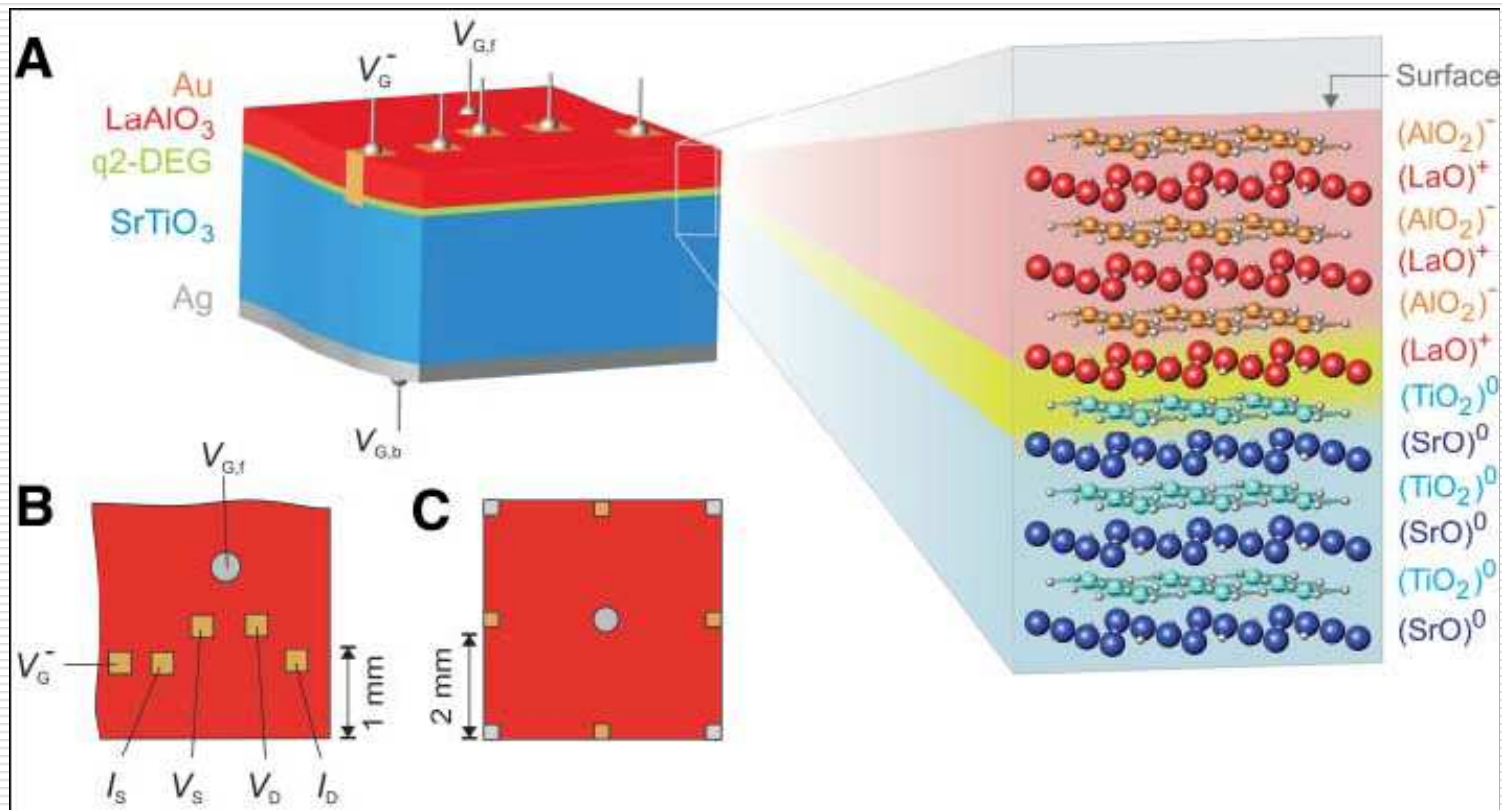 A
V_G^-
V_G,f
Au
LaAlO₃
q2-DEG
SrTiO₃
Ag
V_G,b
Surface
(AlO₂)⁻
(LaO)⁺
(AlO₂)⁻
(LaO)⁺
(AlO₂)⁻
(LaO)⁺
(TiO₂)⁰
(SrO)⁰
(TiO₂)⁰
(SrO)⁰
(TiO₂)⁰
(SrO)⁰
B
V_G,f
V_G^-
1 mm
I_S V_S V_D I_D
C
2 mm